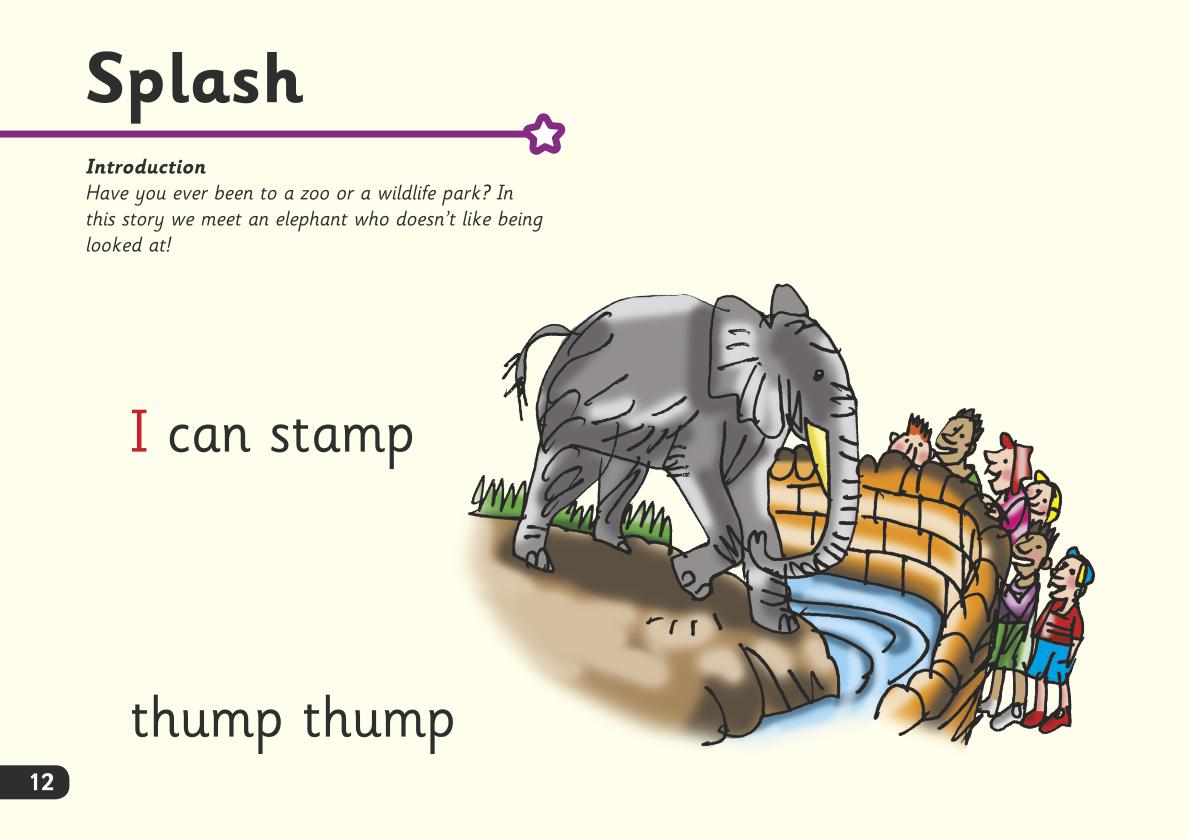 Splash
Introduction
Have you ever been to a zoo or a wildlife park? In
this story we meet an elephant who doesn't like being
looked at!
I can stamp
thump thump
12